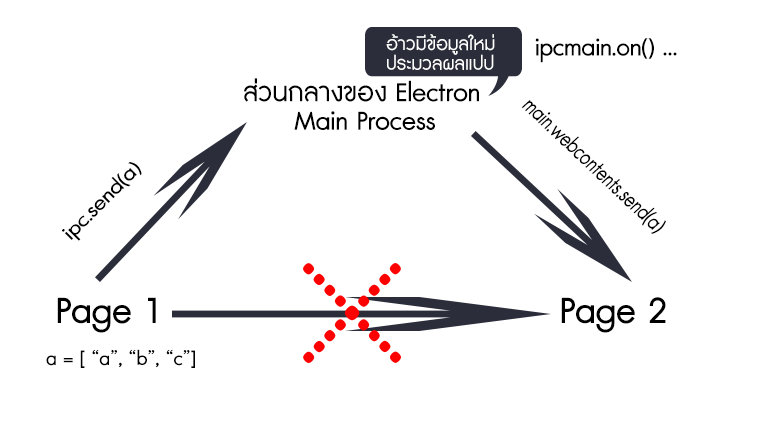 อ้าวมีข้อมูลใหม่
ประมวลผลแปป
ipcmain.on() ...
ส่วนกลางของ Electron
Main Process
ipc.send(a)
main.webcontents.send(a)
Page 1
Page 2
a = [ “a”, “b”, “c”]